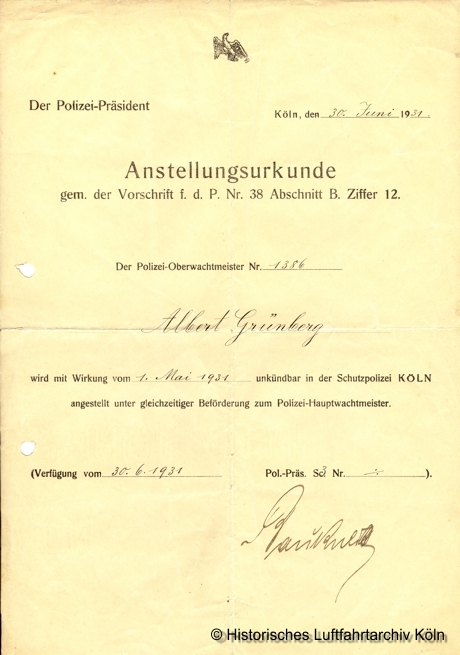 Der Polizei-Präsident
Köln, den 30. Juni 1931.
Anstellungsurkunde
gem. der Vorschrift f. d. P. Nr. 38 Abschnitt B. Ziffer 12.
Der Polizei-Oberwachtmeister Nr. 1386
Albert Grünberg
wird mit Wirkung vom 1. Mai 1931 unkündbar in der Schutzpolizei KÖLN
angestellt unter gleichzeitiger Beförderung zum Polizei-Hauptwachtmeister.
(Verfügung vom 30. 6. 1931 Pol.-Präs. S3 Nr. -:- ).
© Historisches Luftfahrtarchiv Köln